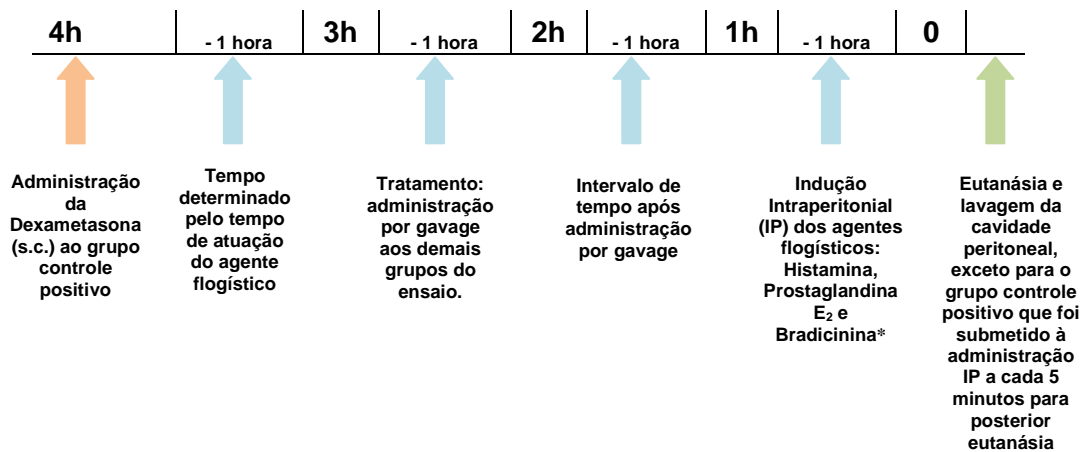 4h
- 1 hora
3h
- 1 hora
2h
- 1 hora
1h
- 1 hora
0
Administração
da
Dexametasona
(s.c.) ao grupo
controle
positivo
Tempo
determinado
pelo tempo
de atuação
do agente
flogístico
Tratamento:
administração
por gavage
aos demais
grupos do
ensaio.
Intervalo de
tempo após
administração
por gavage
Indução
Intraperitonial
(IP) dos agentes
flogísticos:
Histamina,
Prostaglandina
E₂ e
Bradicinina*
Eutanásia e
lavagem da
cavidade
peritoneal,
exceto para o
grupo controle
positivo que foi
submetido à
administração
IP a cada 5
minutos para
posterior
eutanásia